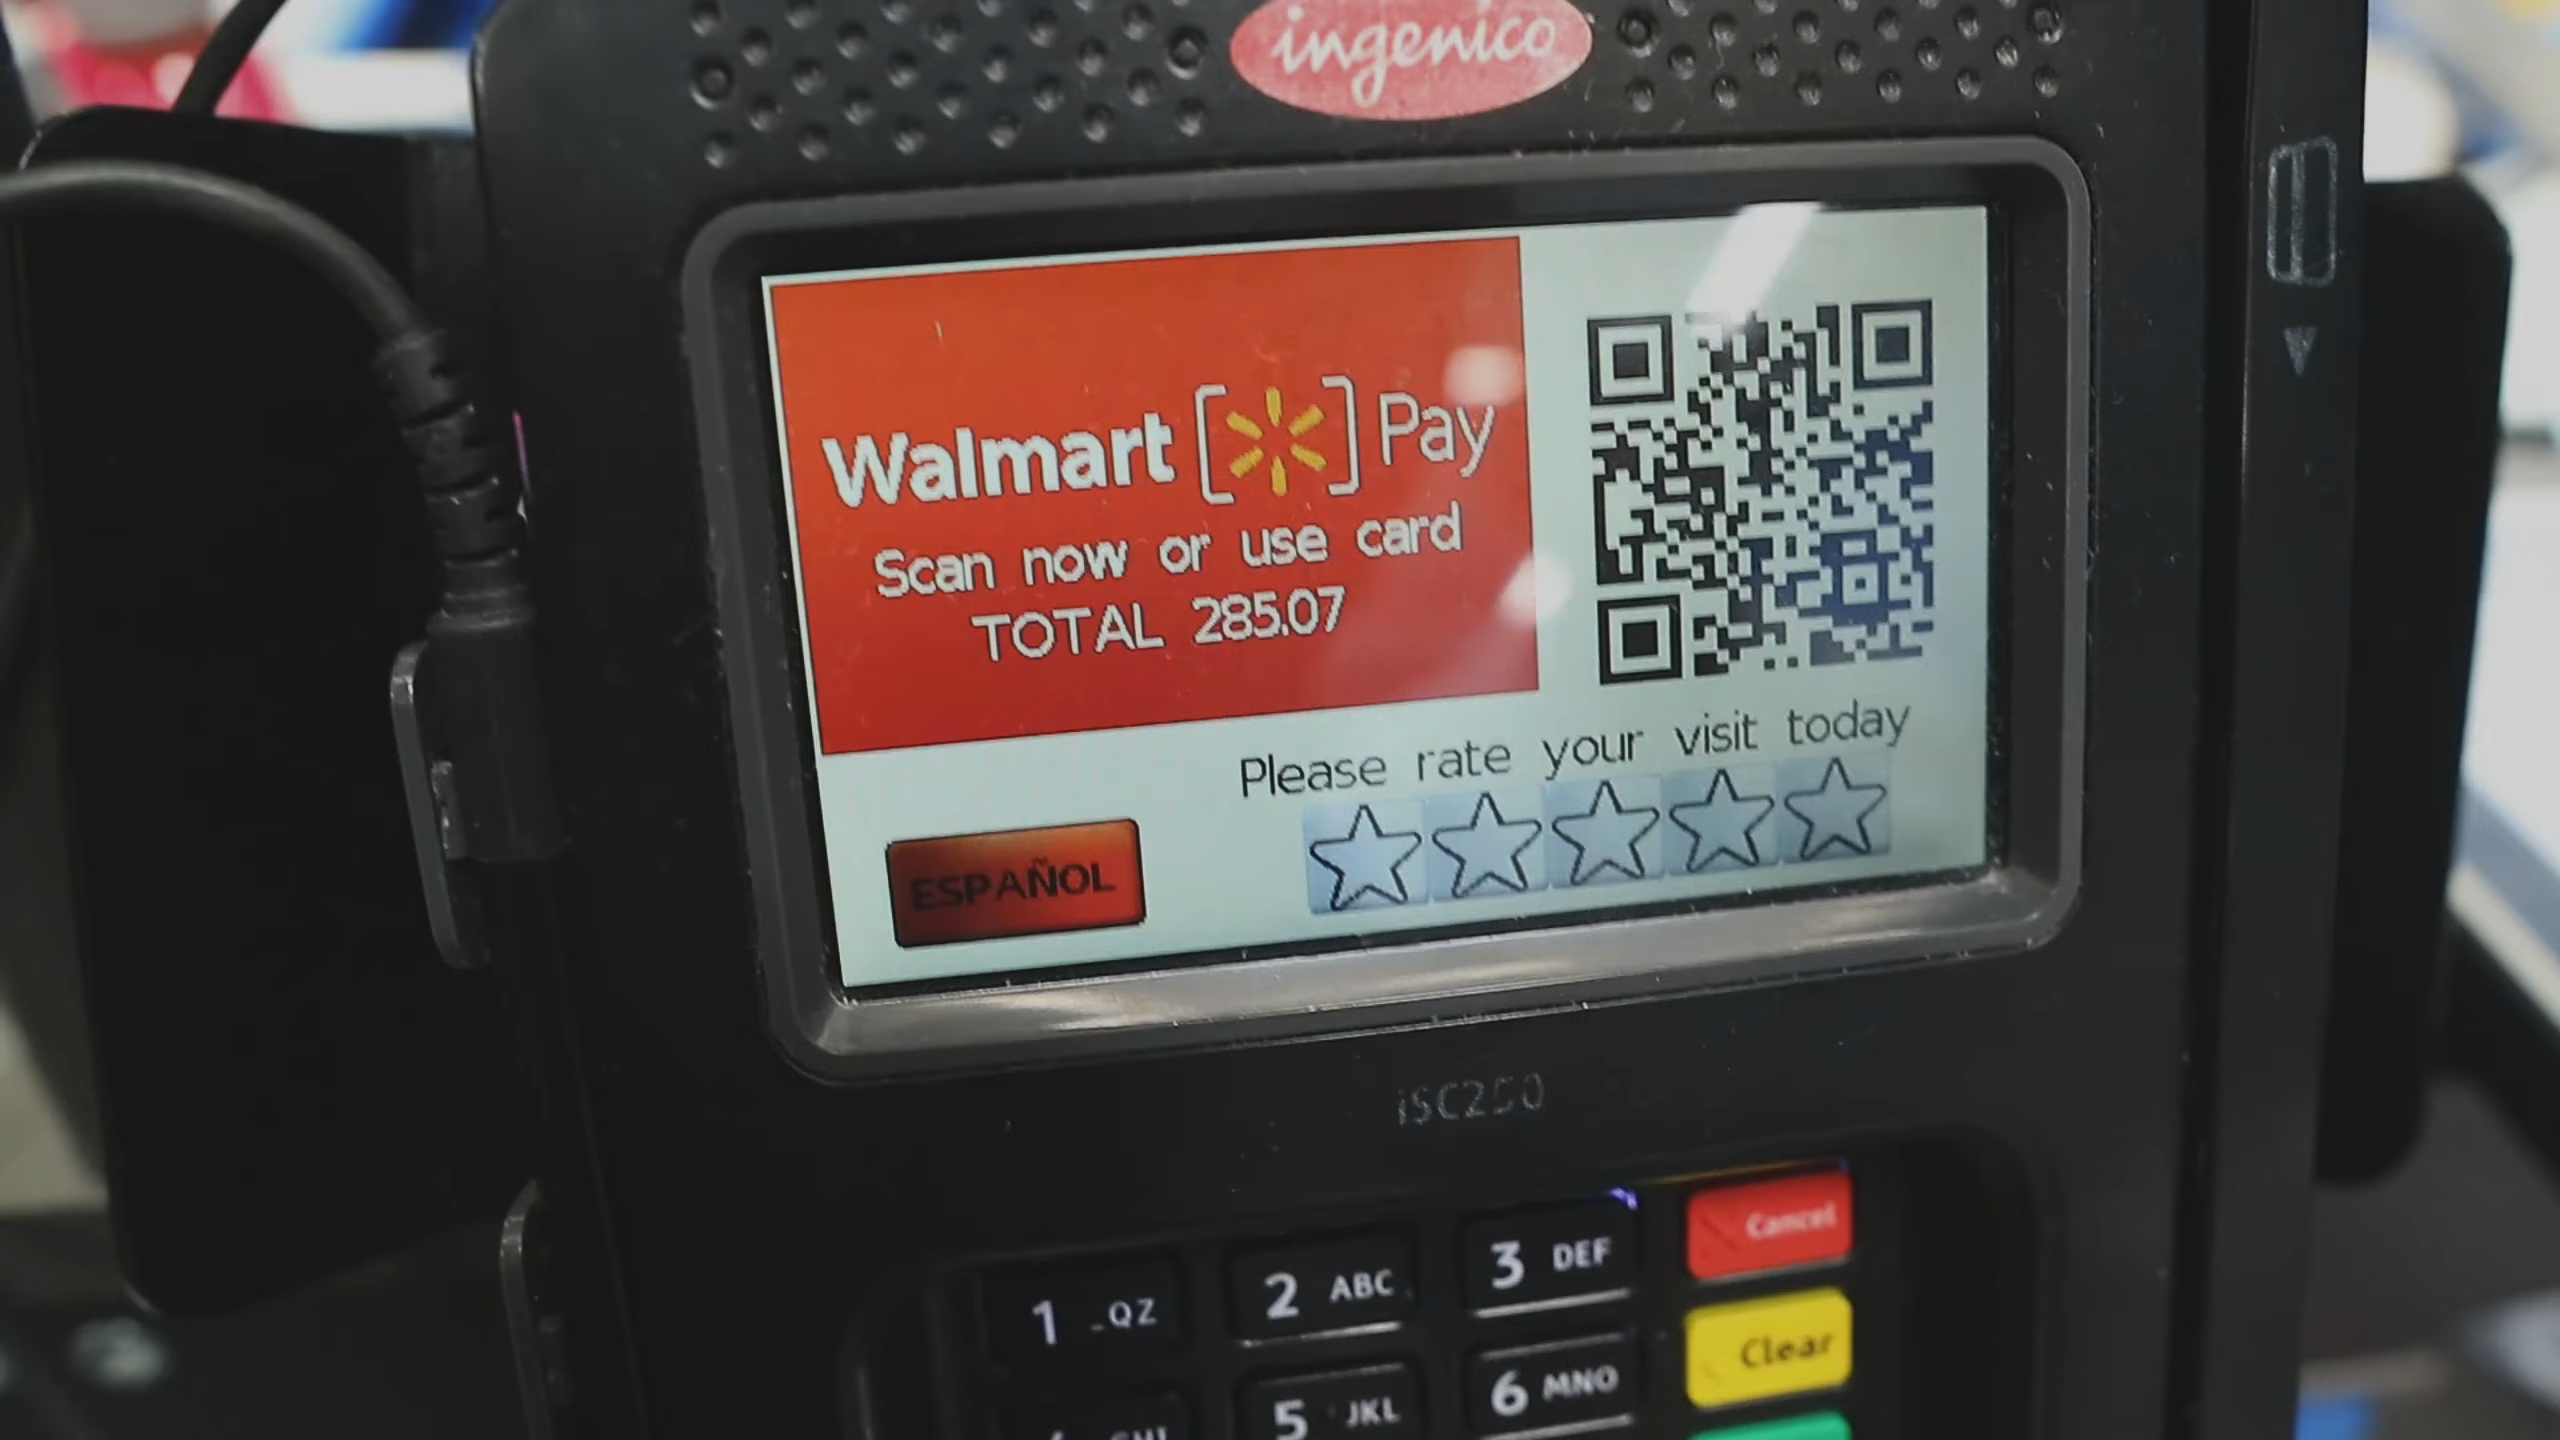 ingenico
Walmart Pay
Scan now or use card
TOTAL 285.07
Please rate your visit today
ESPAÑOL
iSC250
1 -QZ
2 ABC
3 DEF
Cancel
Clear
5 JKL
6 MNO